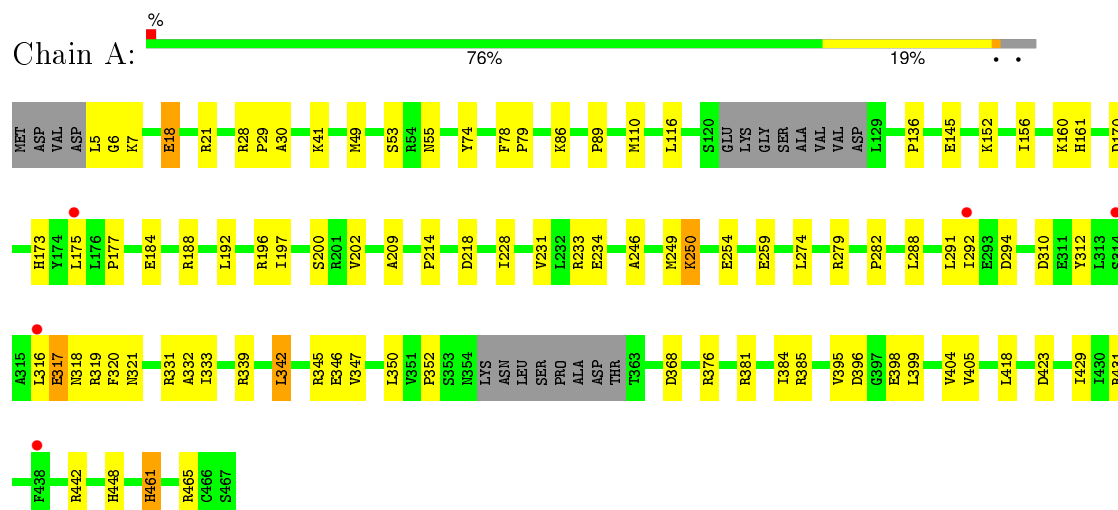 %
Chain A:
76% 19% • •
MET ASP VAL ASP L5 G6 K7 E18 R21 R28 P29 A30 K41 M49 S53 R54 N55 Y74 F78 P79 K86 P89 M110 L116 S120 GLU LYS GLY SER ALA VAL VAL ASP L129 P136 E145 K152 I156 K160 H161
H173 Y174 L175 L176 P177 E184 R188 L192 R196 I197 S200 R201 V202 A209 P214 D218 I228 V231 L232 R233 E234 A246 M249 K250 E254 E259 L274 R279 P282 L288 L291 I292 E293 D294 D310 E311 Y312 L313 S314
A315 L316 E317 N318 R319 F320 N321 R331 A332 I333 R339 L342 R345 E346 V347 L350 V351 P352 S353 N354 LYS ASN LEU SER PRO ALA ASP THR T363 D368 R376 R381 I384 R385 V395 D396 G397 E398 L399 V404 V405 L418 D423 I429 I430 R431
F438 R442 H448 H461 R465 C466 S467